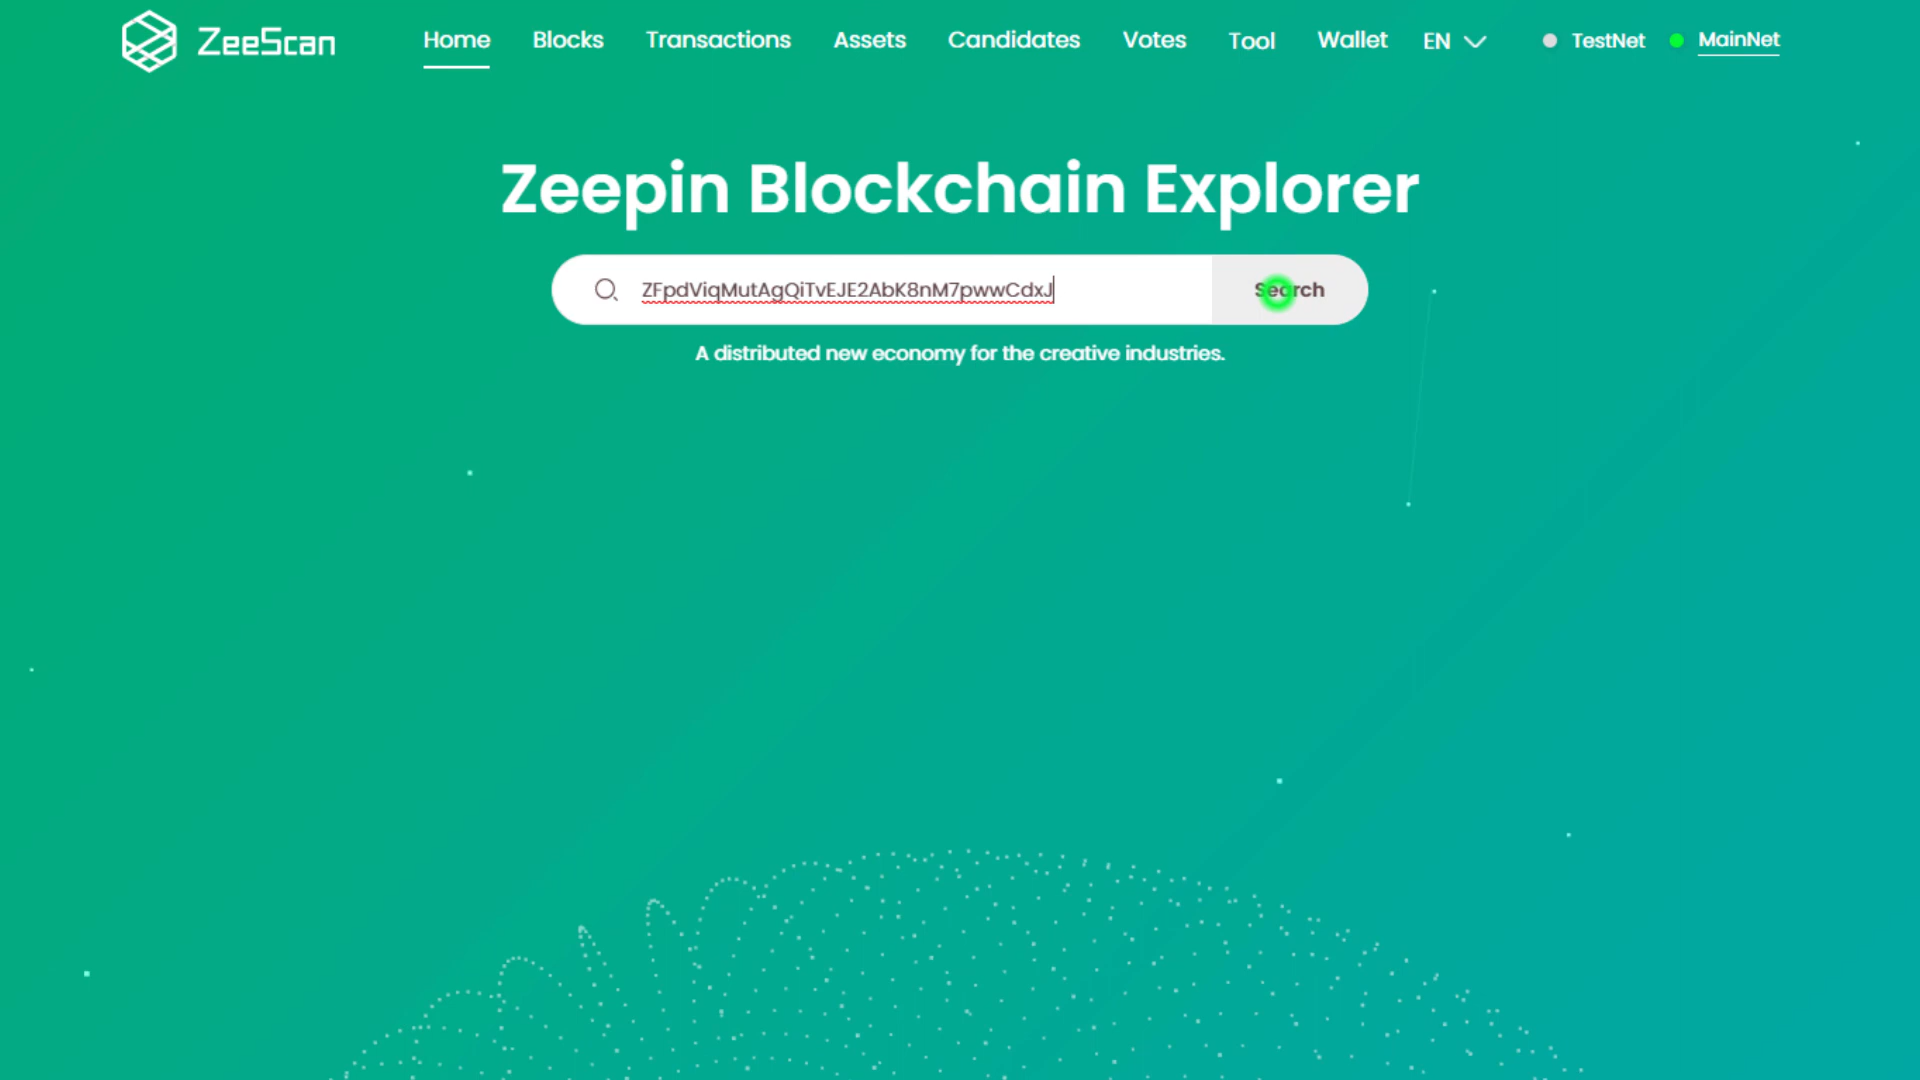 ZeeScan Home Blocks Transactions Assets Candidates Votes Tool Wallet EN TestNet MainNet
Zeepin Blockchain Explorer
ZFpdViqMutAgQiTvEJE2AbK8nM7pwwCdxJ Search
A distributed new economy for the creative industries.